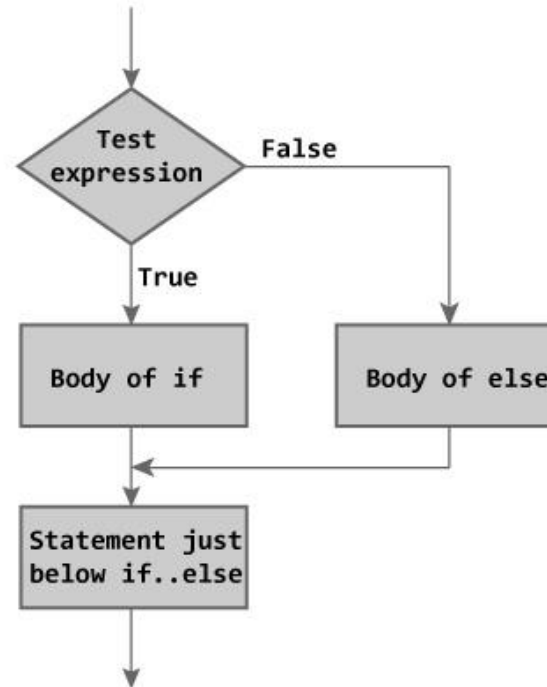 Test
expression
False
True
Body of if
Body of else
Statement just
below if..else